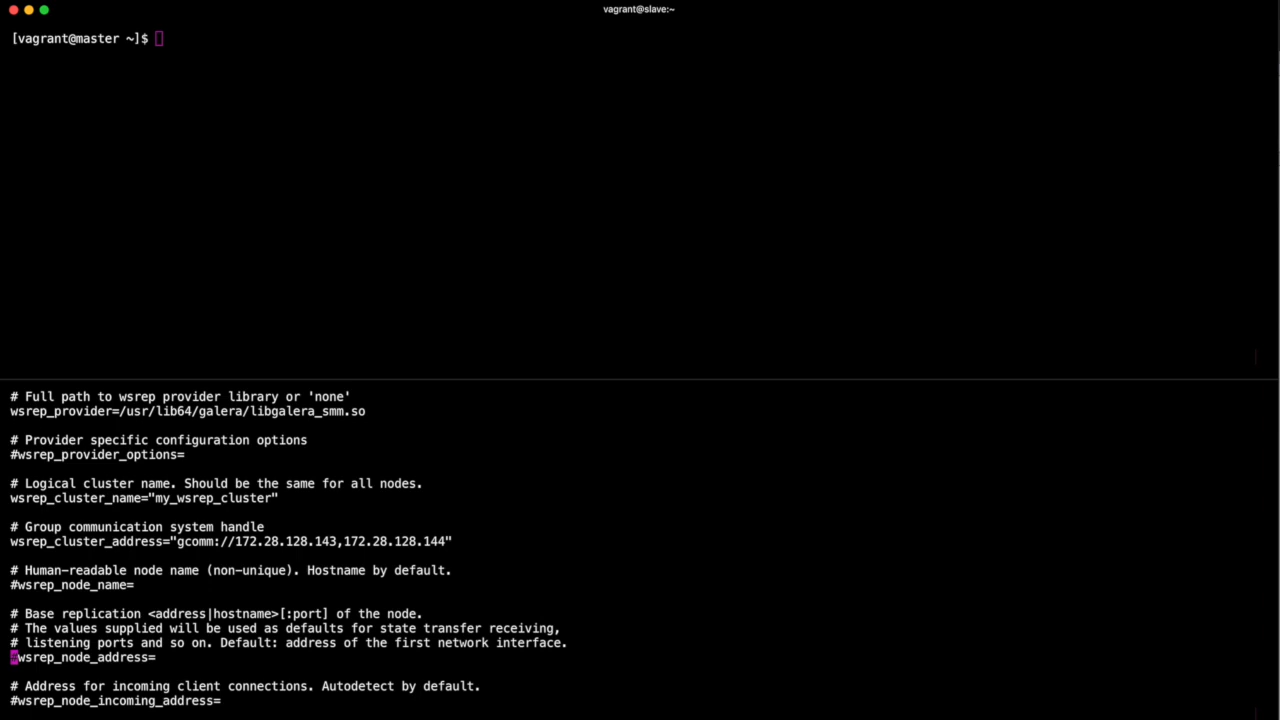 vagrant@slave:~
[vagrant@master ~]$
# Full path to wsrep provider library or 'none'
wsrep_provider=/usr/lib64/galera/libgalera_smm.so
# Provider specific configuration options
#wsrep_provider_options=
# Logical cluster name. Should be the same for all nodes.
wsrep_cluster_name="my_wsrep_cluster"
# Group communication system handle
wsrep_cluster_address="gcomm://172.28.128.143,172.28.128.144"
# Human-readable node name (non-unique). Hostname by default.
#wsrep_node_name=
# Base replication <address|hostname>[:port] of the node.
# The values supplied will be used as defaults for state transfer receiving,
# listening ports and so on. Default: address of the first network interface.
#wsrep_node_address=
# Address for incoming client connections. Autodetect by default.
#wsrep_node_incoming_address=